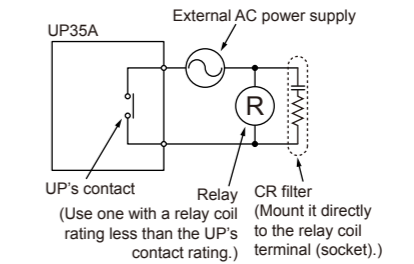 External AC power supply
UP35A
R
UP's contact
Relay
(Use one with a relay coil
rating less than the UP's
contact rating.)
CR filter
(Mount it directly
to the relay coil
terminal (socket).)